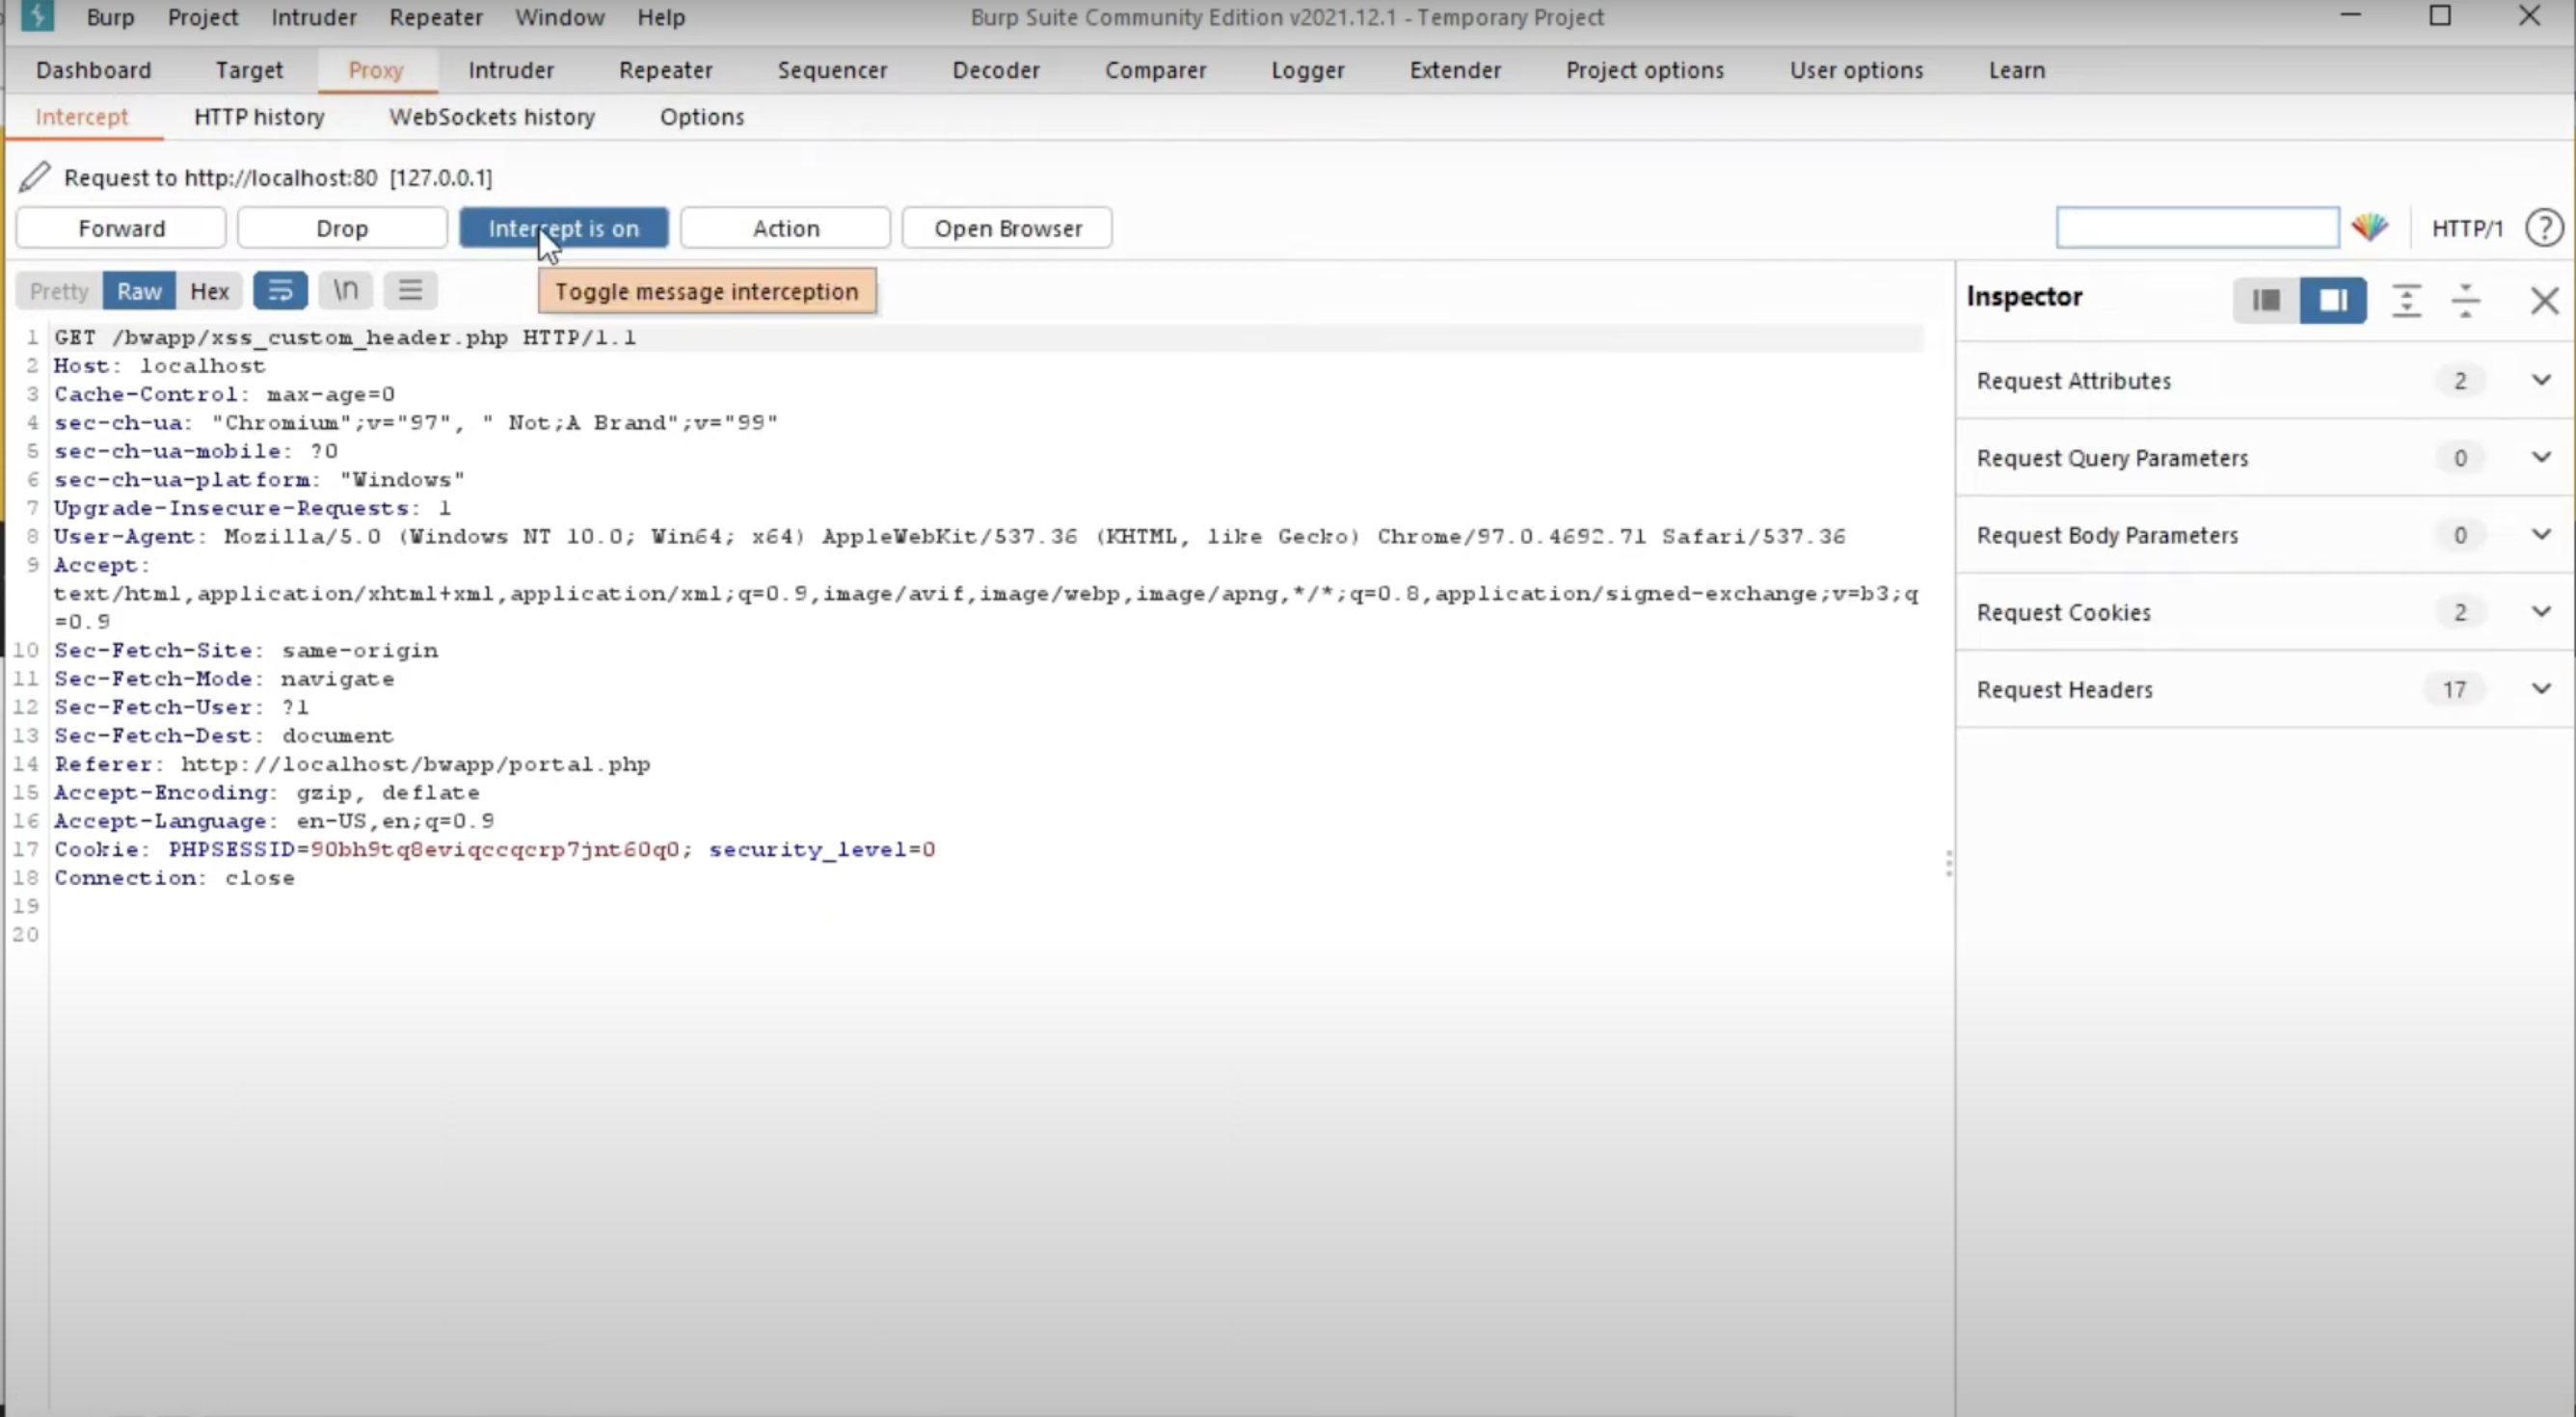 Burp Project Intruder Repeater Window Help Burp Suite Community Edition v2021.12.1 - Temporary Project
Dashboard Target Proxy Intruder Repeater Sequencer Decoder Comparer Logger Extender Project options User options Learn
Intercept HTTP history WebSockets history Options
Request to http://localhost:80 [127.0.0.1]
Forward Drop Intercept is on Action Open Browser HTTP/1 ?
Pretty Raw Hex \n Toggle message interception
Inspector
1 GET /bwapp/xss_custom_header.php HTTP/1.1
2 Host: localhost
3 Cache-Control: max-age=0
4 sec-ch-ua: "Chromium";v="97", " Not;A Brand";v="99"
5 sec-ch-ua-mobile: ?0
6 sec-ch-ua-platform: "Windows"
7 Upgrade-Insecure-Requests: 1
8 User-Agent: Mozilla/5.0 (Windows NT 10.0; Win64; x64) AppleWebKit/537.36 (KHTML, like Gecko) Chrome/97.0.4692.71 Safari/537.36
9 Accept:
text/html,application/xhtml+xml,application/xml;q=0.9,image/avif,image/webp,image/apng,*/*;q=0.8,application/signed-exchange;v=b3;q
=0.9
10 Sec-Fetch-Site: same-origin
11 Sec-Fetch-Mode: navigate
12 Sec-Fetch-User: ?1
13 Sec-Fetch-Dest: document
14 Referer: http://localhost/bwapp/portal.php
15 Accept-Encoding: gzip, deflate
16 Accept-Language: en-US,en;q=0.9
17 Cookie: PHPSESSID=90bh9tq8eviqccqcrp7jnt60q0; security_level=0
18 Connection: close
19
20
Request Attributes 2
Request Query Parameters 0
Request Body Parameters 0
Request Cookies 2
Request Headers 17